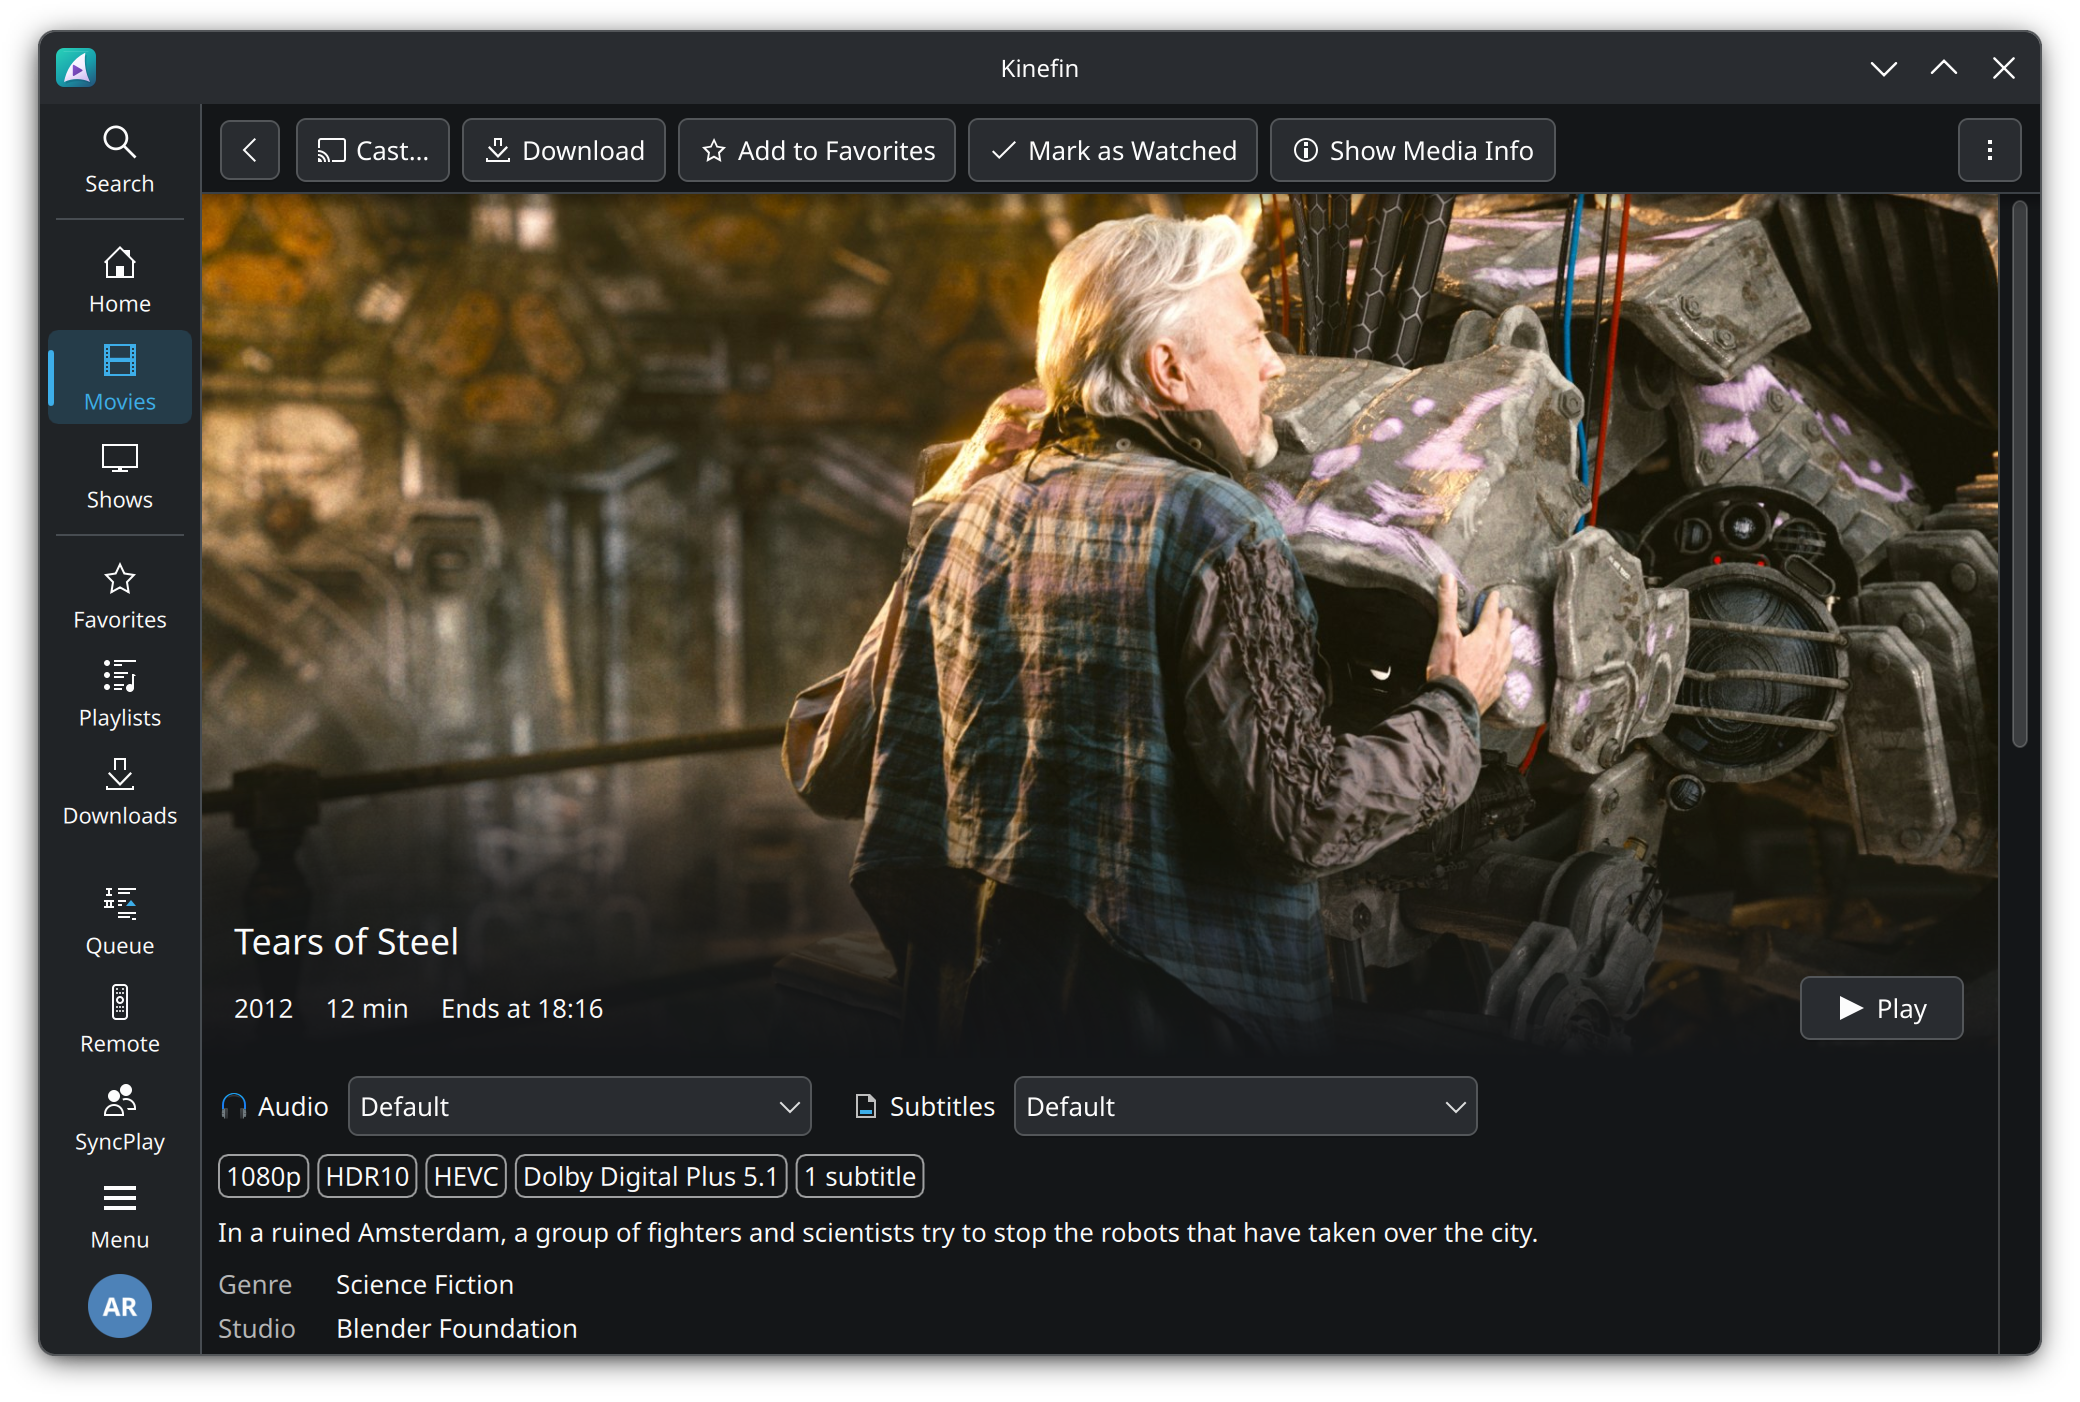 Kinefin
Search
Home
Movies
Shows
Favorites
Playlists
Downloads
Queue
Remote
SyncPlay
Menu
AR
Cast...
Download
Add to Favorites
Mark as Watched
Show Media Info
Tears of Steel
2012 12 min Ends at 18:16
Play
Audio Default Subtitles Default
1080p HDR10 HEVC Dolby Digital Plus 5.1 1 subtitle
In a ruined Amsterdam, a group of fighters and scientists try to stop the robots that have taken over the city.
Genre Science Fiction
Studio Blender Foundation